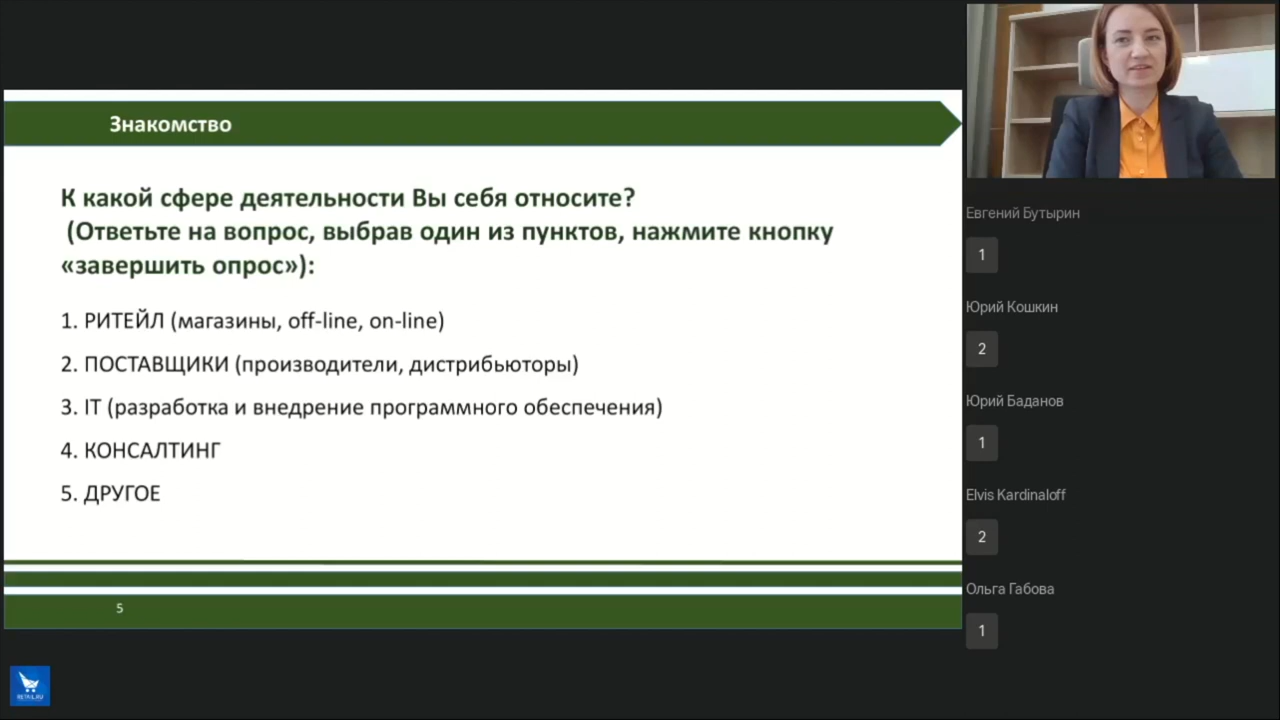 Знакомство
К какой сфере деятельности Вы себя относите?
(Ответьте на вопрос, выбрав один из пунктов, нажмите кнопку
«завершить опрос»):
1. РИТЕЙЛ (магазины, off-line, on-line)
2. ПОСТАВЩИКИ (производители, дистрибьюторы)
3. IT (разработка и внедрение программного обеспечения)
4. КОНСАЛТИНГ
5. ДРУГОЕ
5
Евгений Бутырин
1
Юрий Кошкин
2
Юрий Баданов
1
Elvis Kardinaloff
2
Ольга Габова
1
RETAIL.RU